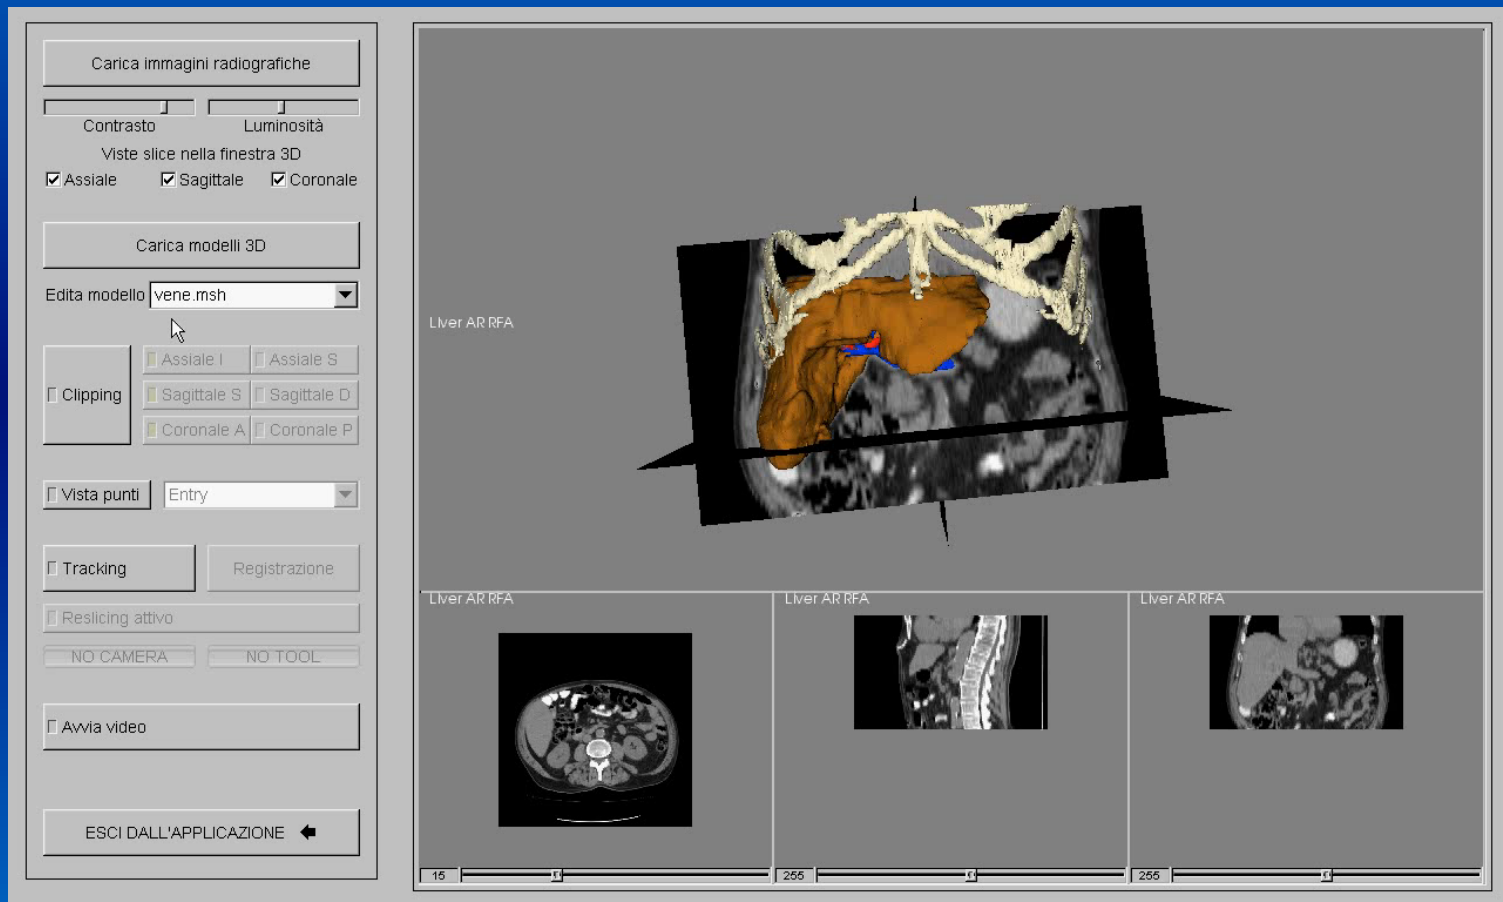 Carica immagini radiografiche
Contrasto Luminosità
Viste slice nella finestra 3D
Assiale Sagittale Coronale
Carica modelli 3D
Edita modello vene.msh
Clipping
Assiale I Assiale S
Sagittale S Sagittale D
Coronale A Coronale P
Vista punti Entry
Tracking Registrazione
Reslicing attivo
NO CAMERA NO TOOL
Avvia video
ESCI DALL'APPLICAZIONE
Liver AR RFA
Liver AR RFA
Liver AR RFA
Liver AR RFA
15
255
255